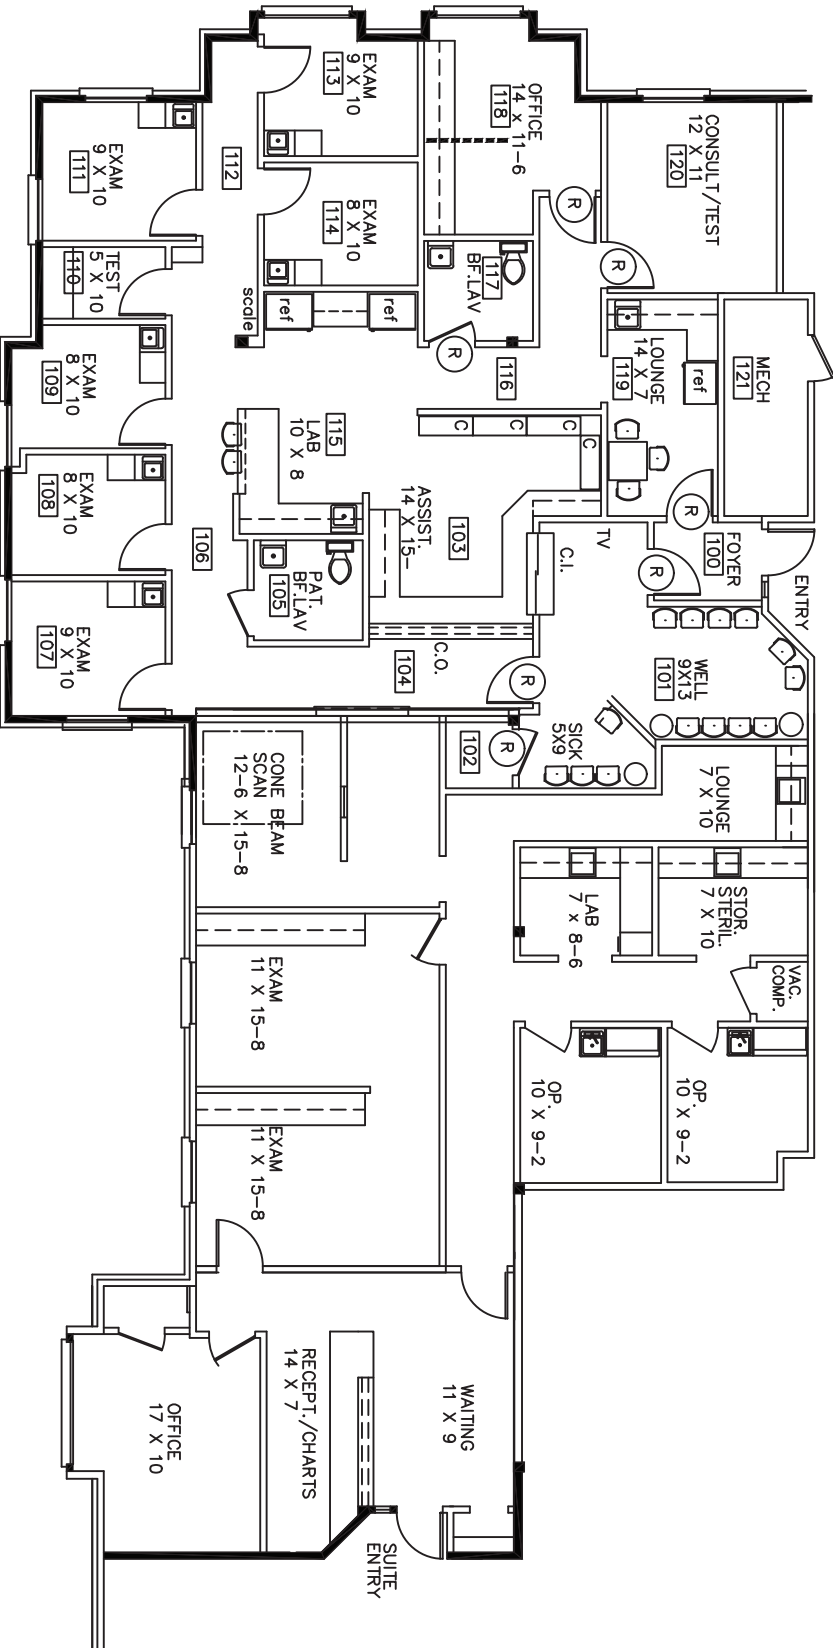 EXAM
9 X 10
113
OFFICE
14 x 11-6
118
CONSULT/TEST
12 X 11
120
EXAM
9 X 10
111
112
EXAM
8 X 10
114
R
R
TEST
5 X 10
110
scale
ref
ref
117
BF.LAV
R
116
LOUNGE
14 X 7
119
ref
MECH
121
EXAM
8 X 10
109
115
LAB
10 X 8
C
C
C
C
EXAM
8 X 10
108
106
ASSIST.
14 X 15-
103
C.I.
TV
R
R
FOYER
100
ENTRY
PAT.
BF.LAV
105
EXAM
9 X 10
107
C.O.
104
R
WELL
9X13
101
102
R
SICK
5X9
CONE BEAM
SCAN
12-6 X 15-8
LOUNGE
7 X 10
LAB
7 x 8-6
STOR.
STERIL.
7 X 10
VAC.
COMP.
EXAM
11 X 15-8
EXAM
11 X 15-8
OP.
10 X 9-2
OP.
10 X 9-2
OFFICE
17 X 10
RECEPT./CHARTS
14 X 7
WAITING
11 X 9
SUITE
ENTRY